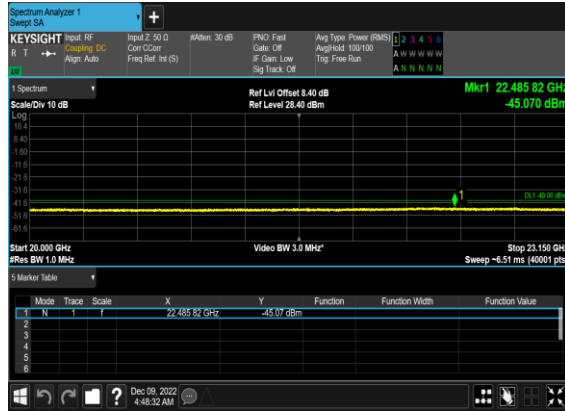 Spectrum Analyzer 1
Swept SA
+
KEYSIGHT Input: RF Input Z: 50 Ω #Atten: 30 dB PNO: Fast Avg Type: Power (RMS) 1 2 3 4 5 6
R T Coupling: DC Corr CCorr Gate: Off Avg|Hold: 100/100 A W W W W W
Align: Auto Freq Ref: Int (S) IF Gain: Low Trig: Free Run
Sig Track: Off A N N N N N
1 Spectrum Ref Lvl Offset 8.40 dB Mkr1 22.485 82 GHz
Scale/Div 10 dB Ref Level 28.40 dBm -45.070 dBm
Log
18.4
8.40
-1.60
-11.6
-21.6
-31.6 1 DL1 -40.00 dBm
-41.6
-51.6
-61.6
Start 20.000 GHz Video BW 3.0 MHz* Stop 23.150 GHz
#Res BW 1.0 MHz Sweep ~6.51 ms (40001 pts)
5 Marker Table
Mode Trace Scale X Y Function Function Width Function Value
1 N 1 f 22.485 82 GHz -45.07 dBm
2
3
4
5
6
? Dec 09, 2022
4:48:32 AM